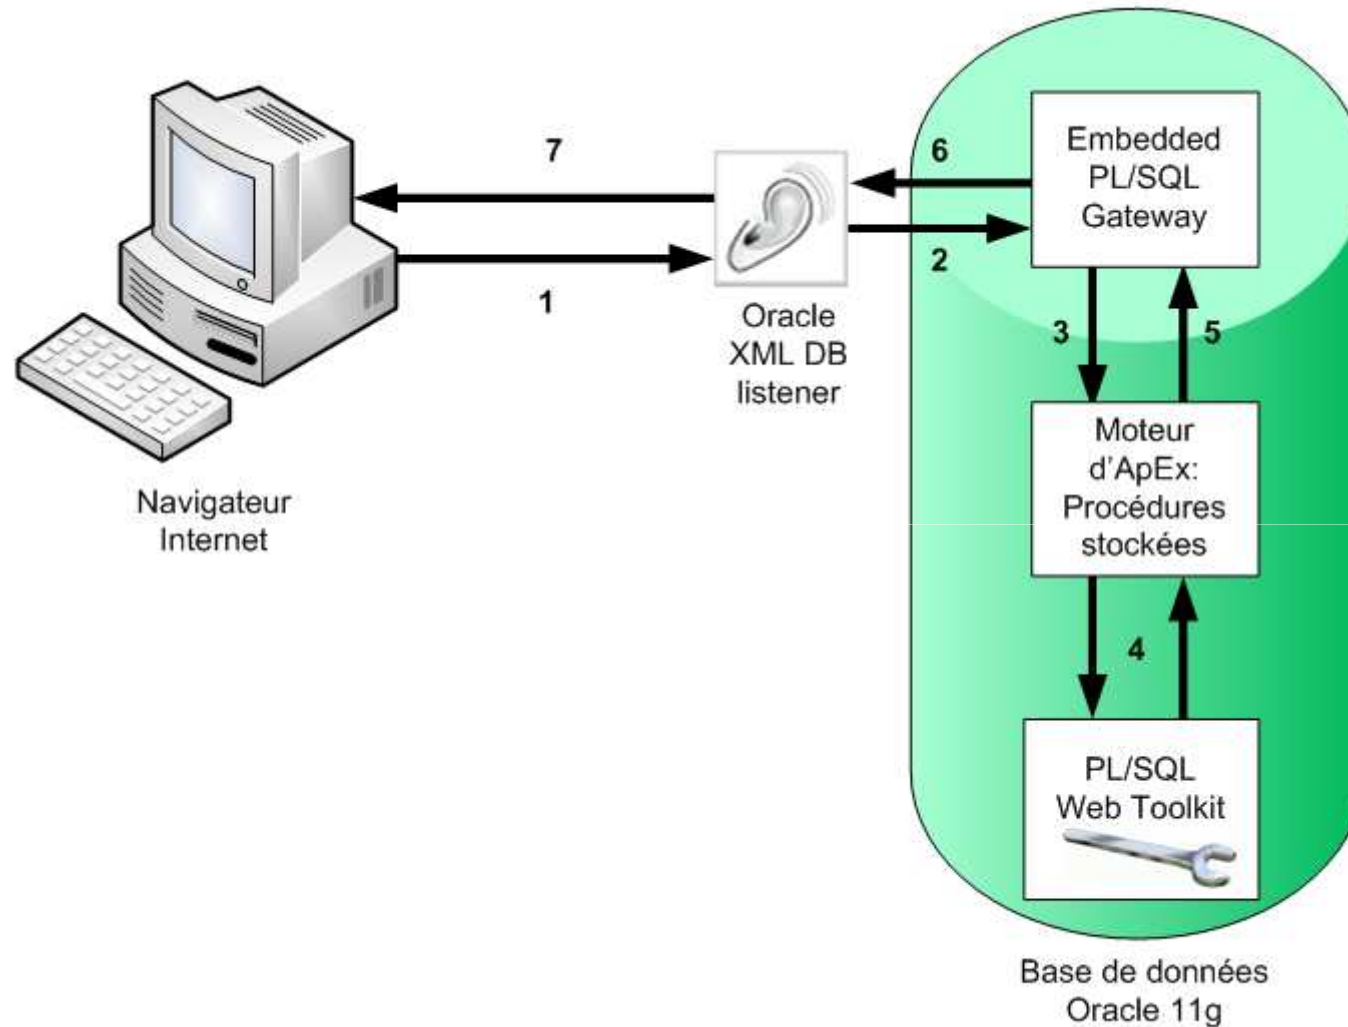 7
1
Navigateur
Internet
Oracle
XML DB
listener
6
2
Embedded
PL/SQL
Gateway
3
5
Moteur
d'ApEx:
Procédures
stockées
4
PL/SQL
Web Toolkit
Base de données
Oracle 11g